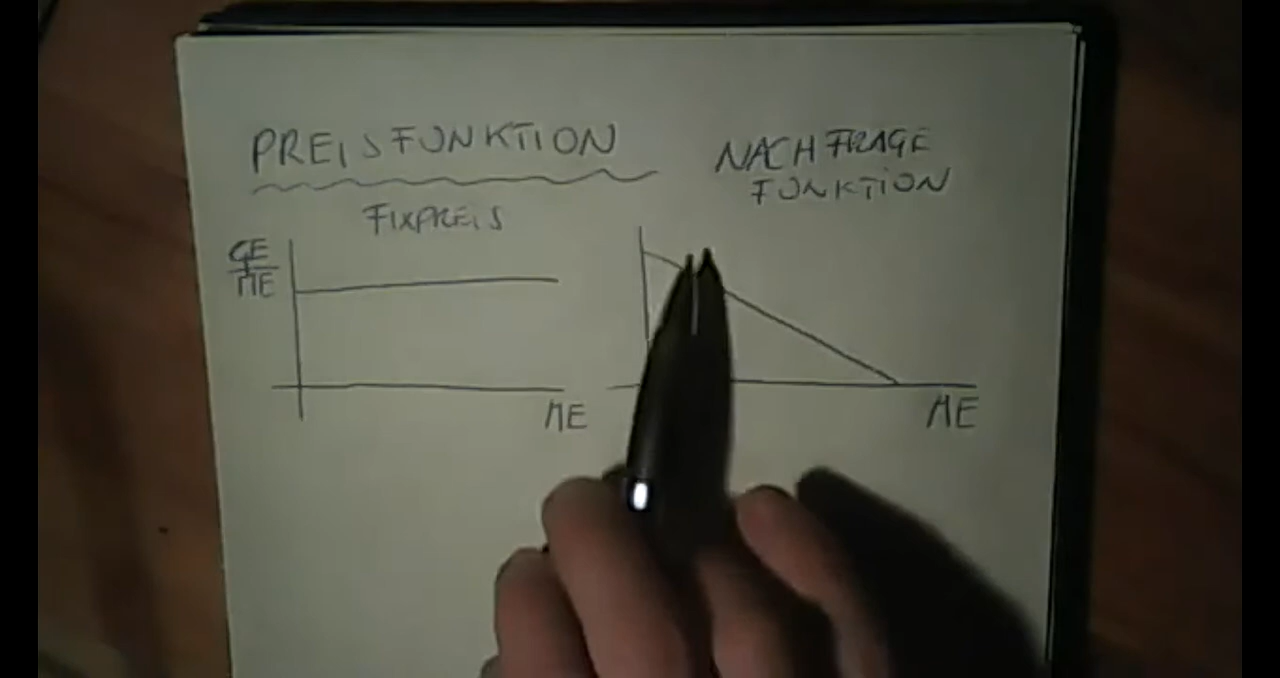 PREISFUNKTION
NACHFRAGE
FUNKTION
FIXPREIS
GE
ME
ME
ME